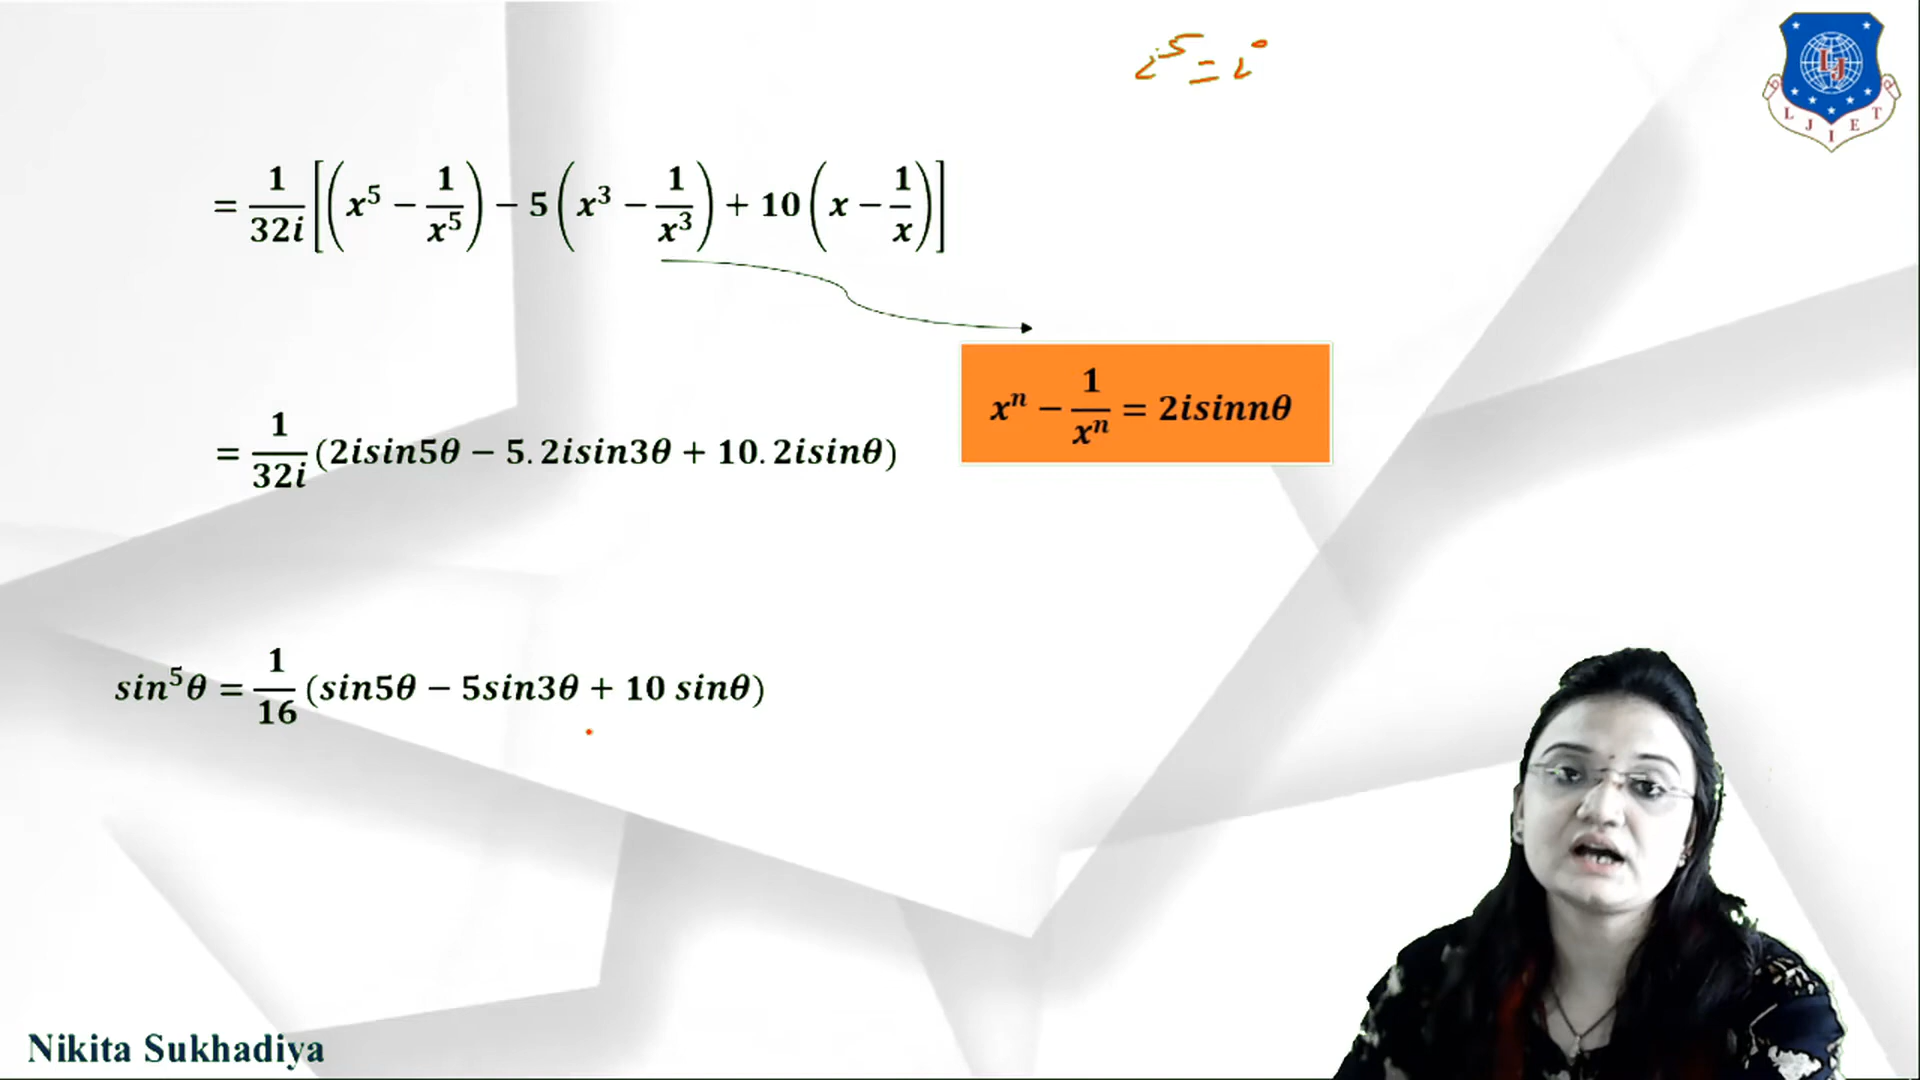 i⁵ = i
LJ
L J I E T
= 1/32i [(x⁵ − 1/x⁵) − 5(x³ − 1/x³) + 10(x − 1/x)]
xⁿ − 1/xⁿ = 2isinnθ
= 1/32i (2isin5θ − 5.2isin3θ + 10.2isinθ)
sin⁵θ = 1/16 (sin5θ − 5sin3θ + 10 sinθ)
Nikita Sukhadiya